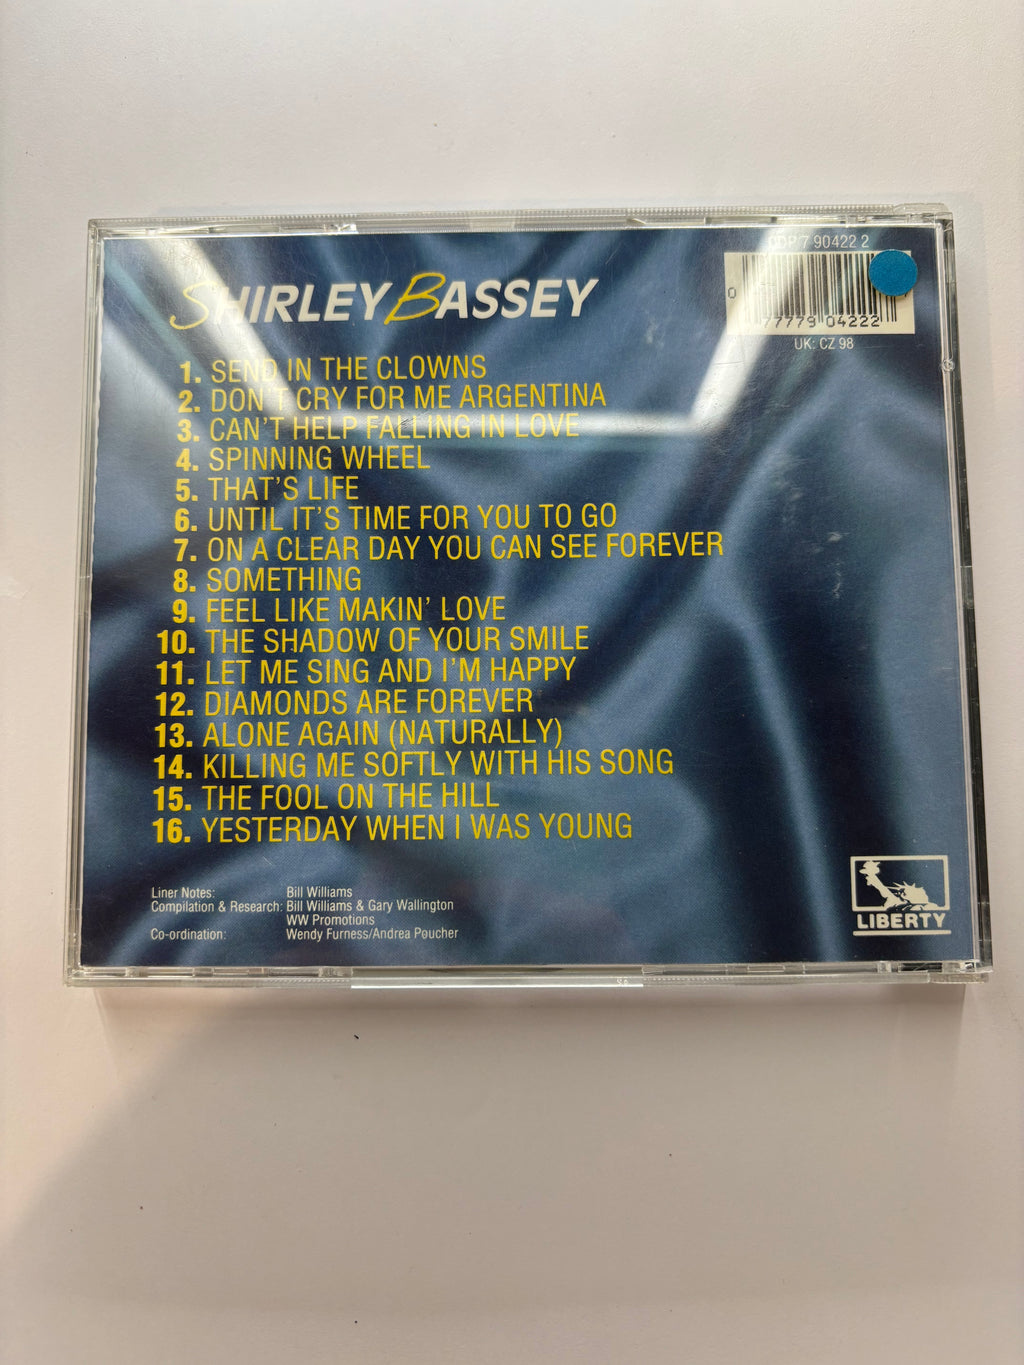 CDP 7 90422 2
0 77779 04222
UK: CZ 98
SHIRLEY BASSEY
1. SEND IN THE CLOWNS
2. DON'T CRY FOR ME ARGENTINA
3. CAN'T HELP FALLING IN LOVE
4. SPINNING WHEEL
5. THAT'S LIFE
6. UNTIL IT'S TIME FOR YOU TO GO
7. ON A CLEAR DAY YOU CAN SEE FOREVER
8. SOMETHING
9. FEEL LIKE MAKIN' LOVE
10. THE SHADOW OF YOUR SMILE
11. LET ME SING AND I'M HAPPY
12. DIAMONDS ARE FOREVER
13. ALONE AGAIN (NATURALLY)
14. KILLING ME SOFTLY WITH HIS SONG
15. THE FOOL ON THE HILL
16. YESTERDAY WHEN I WAS YOUNG
Liner Notes: Bill Williams
Compilation & Research: Bill Williams & Gary Wallington
WW Promotions
Co-ordination: Wendy Furness/Andrea Poucher
LIBERTY